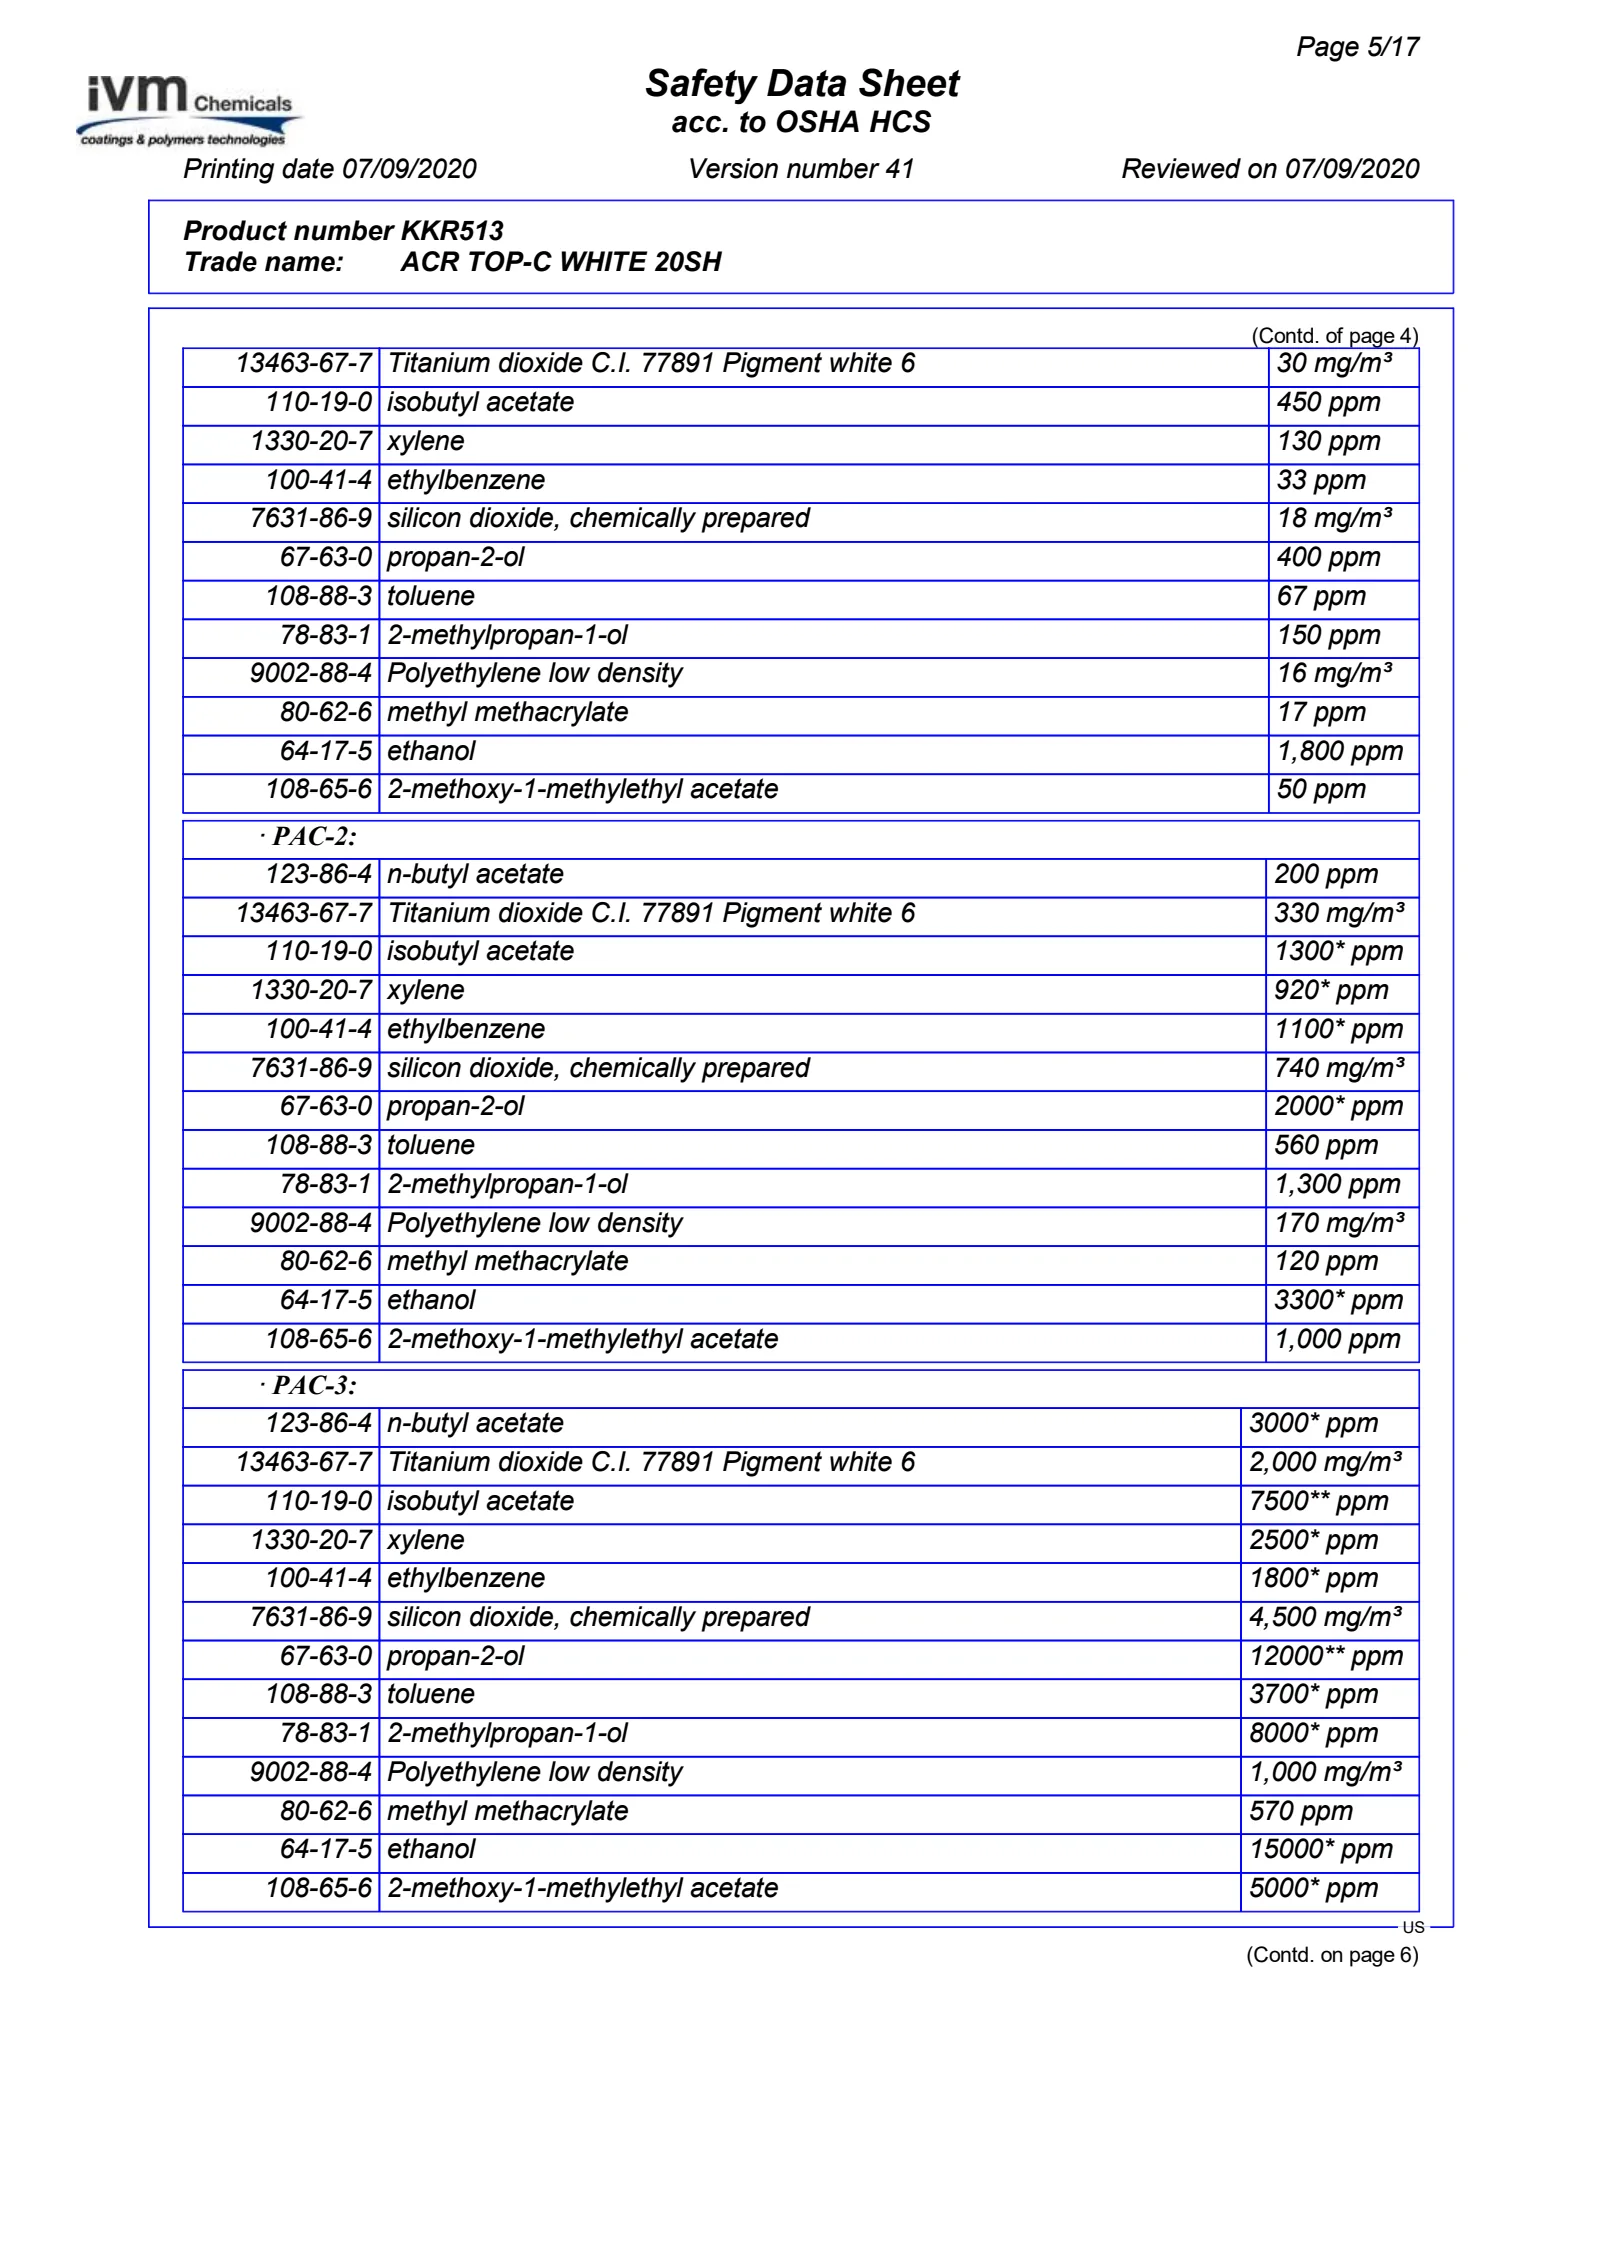 Page 5/17
ivm Chemicals
coatings & polymers technologies
Safety Data Sheet
acc. to OSHA HCS
Printing date 07/09/2020 Version number 41 Reviewed on 07/09/2020
Product number KKR513
Trade name: ACR TOP-C WHITE 20SH
(Contd. of page 4)
13463-67-7 Titanium dioxide C.I. 77891 Pigment white 6 30 mg/m³
110-19-0 isobutyl acetate 450 ppm
1330-20-7 xylene 130 ppm
100-41-4 ethylbenzene 33 ppm
7631-86-9 silicon dioxide, chemically prepared 18 mg/m³
67-63-0 propan-2-ol 400 ppm
108-88-3 toluene 67 ppm
78-83-1 2-methylpropan-1-ol 150 ppm
9002-88-4 Polyethylene low density 16 mg/m³
80-62-6 methyl methacrylate 17 ppm
64-17-5 ethanol 1,800 ppm
108-65-6 2-methoxy-1-methylethyl acetate 50 ppm
· PAC-2:
123-86-4 n-butyl acetate 200 ppm
13463-67-7 Titanium dioxide C.I. 77891 Pigment white 6 330 mg/m³
110-19-0 isobutyl acetate 1300* ppm
1330-20-7 xylene 920* ppm
100-41-4 ethylbenzene 1100* ppm
7631-86-9 silicon dioxide, chemically prepared 740 mg/m³
67-63-0 propan-2-ol 2000* ppm
108-88-3 toluene 560 ppm
78-83-1 2-methylpropan-1-ol 1,300 ppm
9002-88-4 Polyethylene low density 170 mg/m³
80-62-6 methyl methacrylate 120 ppm
64-17-5 ethanol 3300* ppm
108-65-6 2-methoxy-1-methylethyl acetate 1,000 ppm
· PAC-3:
123-86-4 n-butyl acetate 3000* ppm
13463-67-7 Titanium dioxide C.I. 77891 Pigment white 6 2,000 mg/m³
110-19-0 isobutyl acetate 7500** ppm
1330-20-7 xylene 2500* ppm
100-41-4 ethylbenzene 1800* ppm
7631-86-9 silicon dioxide, chemically prepared 4,500 mg/m³
67-63-0 propan-2-ol 12000** ppm
108-88-3 toluene 3700* ppm
78-83-1 2-methylpropan-1-ol 8000* ppm
9002-88-4 Polyethylene low density 1,000 mg/m³
80-62-6 methyl methacrylate 570 ppm
64-17-5 ethanol 15000* ppm
108-65-6 2-methoxy-1-methylethyl acetate 5000* ppm
US
(Contd. on page 6)